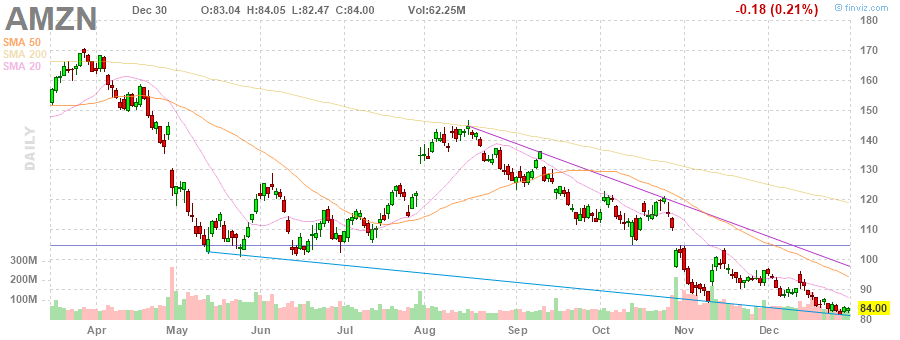 AMZN Dec 30 O:83.04 H:84.05 L:82.47 C:84.00 Vol:62.25M -0.18 (0.21%) finviz.com
SMA 50
SMA 200
SMA 20
DAILY
180
170
160
150
140
130
120
110
100
90
84.00
80
300M
200M
100M
Apr May Jun Jul Aug Sep Oct Nov Dec